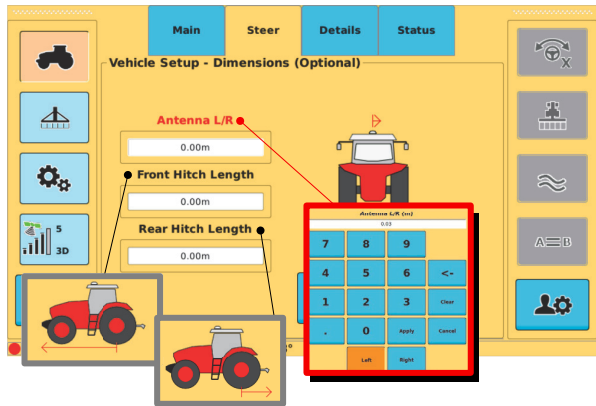 Main
Steer
Details
Status
Vehicle Setup - Dimensions (Optional)
X
Antenna L/R
0.00m
Front Hitch Length
0.00m
Rear Hitch Length
0.00m
5
3D
A=B
Antenna L/R (m)
0.03
7 8 9
4 5 6 <-
1 2 3 Clear
. 0 Apply Cancel
Left Right
°